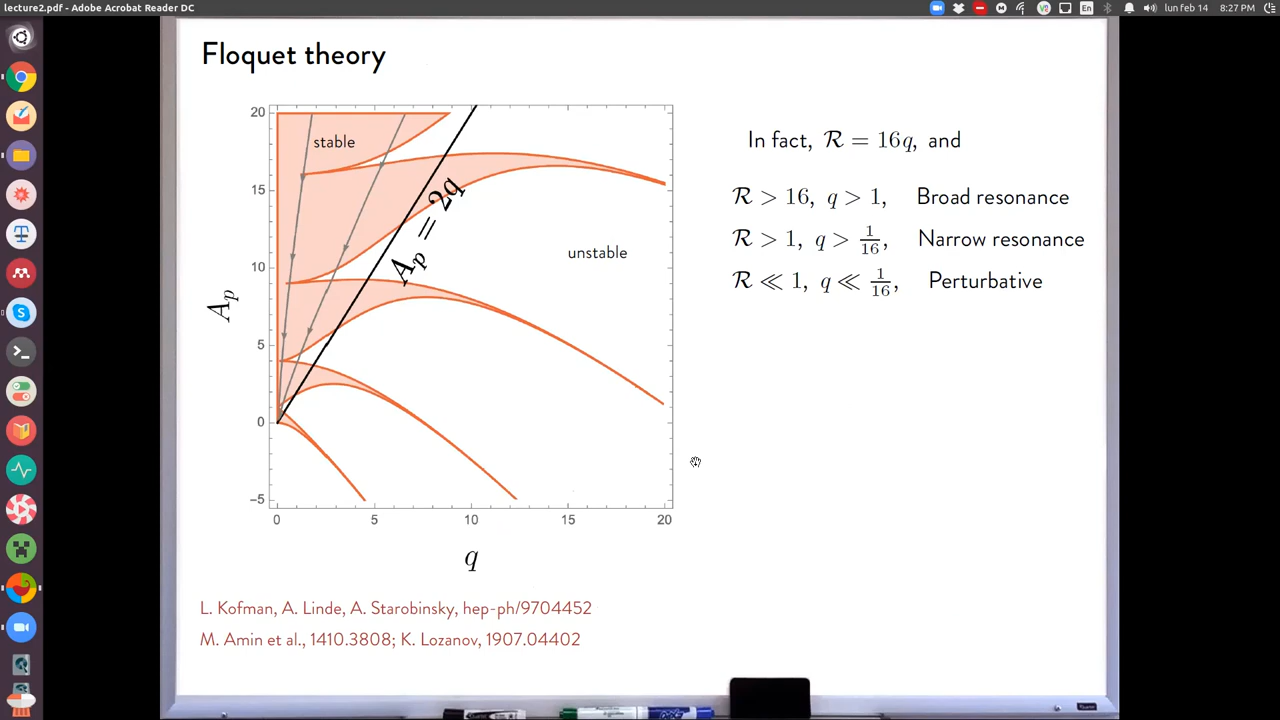 lecture2.pdf - Adobe Acrobat Reader DC
En
lun feb 14
8:27 PM
Floquet theory
20
15
10
5
0
−5
A_p
stable
A_p = 2q
unstable
0 5 10 15 20
q
In fact, ℛ = 16q, and
ℛ > 16, q > 1, Broad resonance
ℛ > 1, q > 1/16, Narrow resonance
ℛ ≪ 1, q ≪ 1/16, Perturbative
L. Kofman, A. Linde, A. Starobinsky, hep-ph/9704452
M. Amin et al., 1410.3808; K. Lozanov, 1907.04402